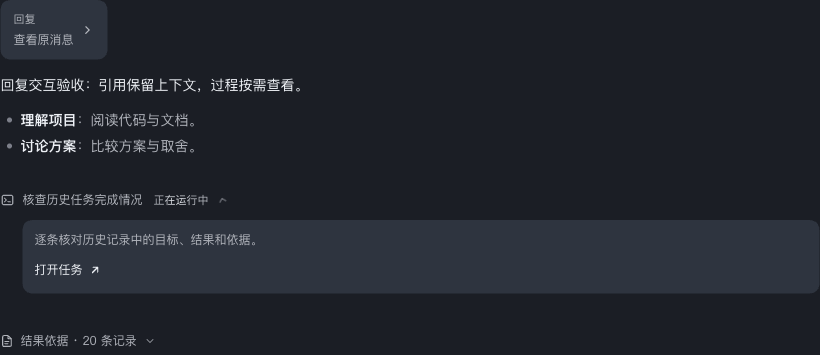 回复
查看原消息
回复交互验收：引用保留上下文，过程按需查看。
理解项目：阅读代码与文档。
讨论方案：比较方案与取舍。
核查历史任务完成情况 正在运行中
逐条核对历史记录中的目标、结果和依据。
打开任务
结果依据 · 20 条记录